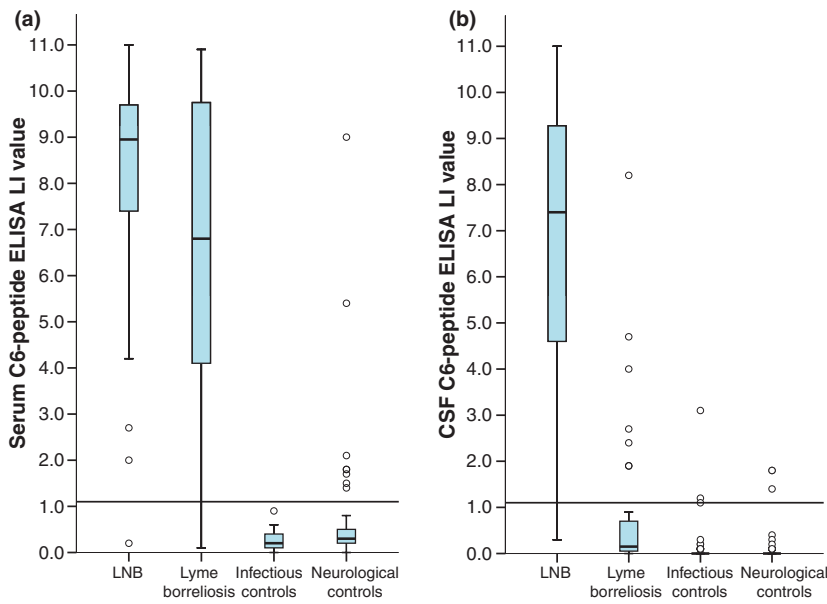 (a)
Serum C6-peptide ELISA LI value
11.0
10.0
9.0
8.0
7.0
6.0
5.0
4.0
3.0
2.0
1.0
0.0
LNB
Lyme
borreliosis
Infectious
controls
Neurological
controls
(b)
CSF C6-peptide ELISA LI value
11.0
10.0
9.0
8.0
7.0
6.0
5.0
4.0
3.0
2.0
1.0
0.0
LNB
Lyme
borreliosis
Infectious
controls
Neurological
controls